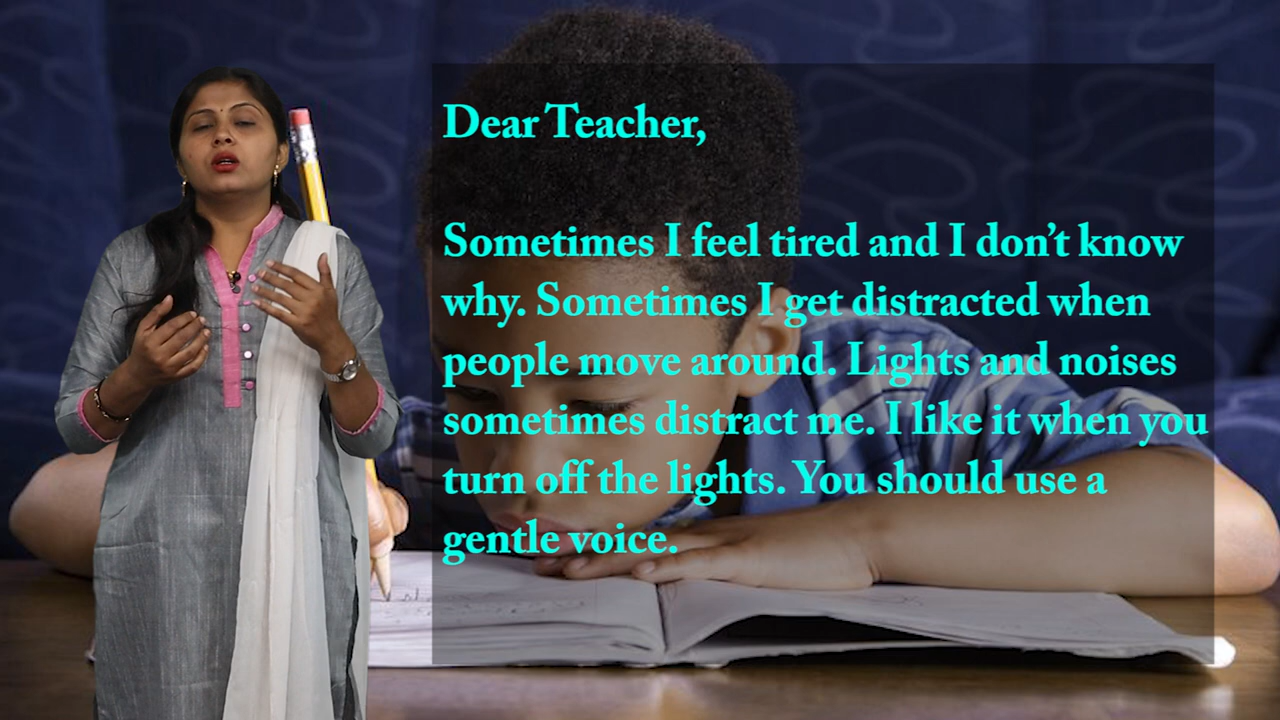 Dear Teacher,
Sometimes I feel tired and I don’t know
why. Sometimes I get distracted when
people move around. Lights and noises
sometimes distract me. I like it when you
turn off the lights. You should use a
gentle voice.